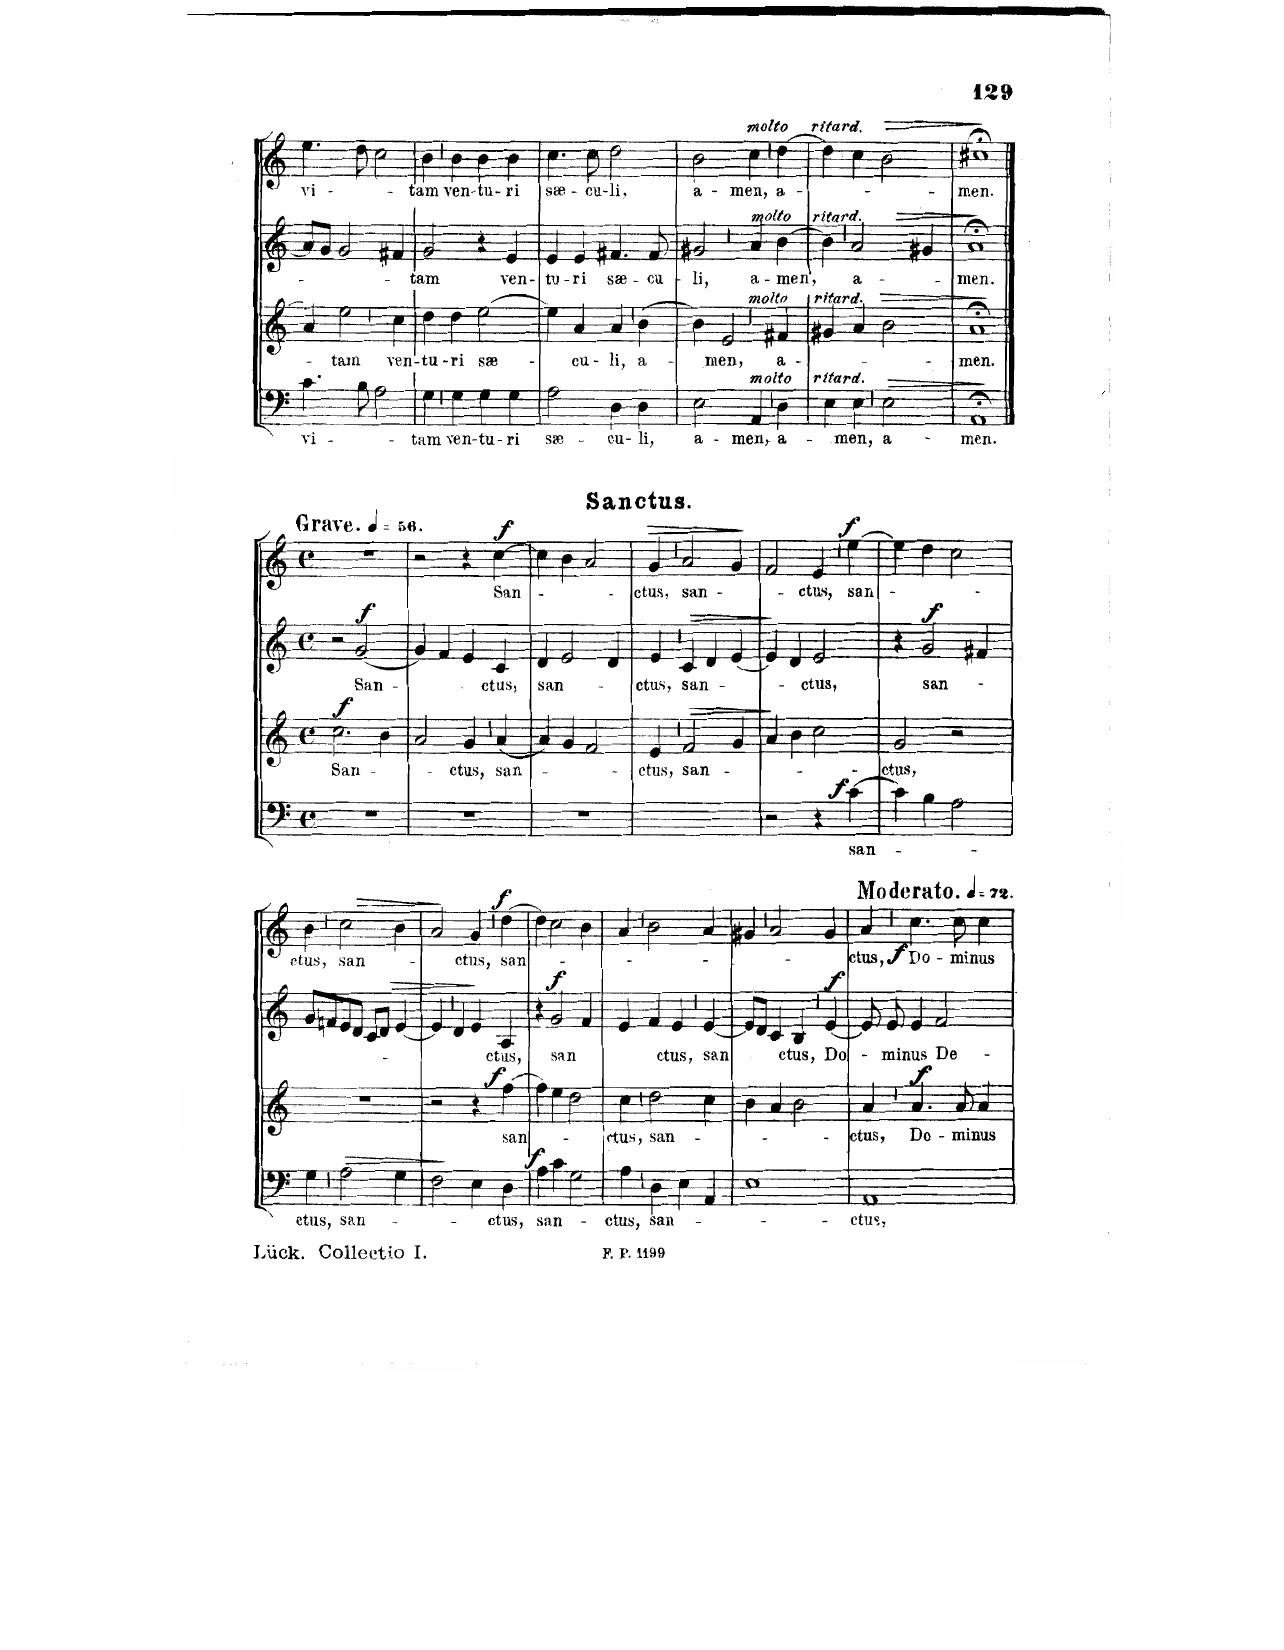 129
molto ritard.
vi - - tam ven-tu-ri sæ-cu-li, a - men, a - - - men.
molto ritard.
- - - tam ven-tu-ri sæ-cu - li, a-men, a - - men.
molto ritard.
- tam ven-tu-ri sæ - cu-li, a - men, a - - - men.
molto ritard.
vi - - tam ven-tu-ri sæ - cu-li, a - men, a - men, a - men.
Sanctus.
Grave. = 56. f f
San - - - ctus, san - - ctus, san - - -
f f
San - - ctus, san - - ctus, san - - - ctus, san -
f
San - - ctus, san - - - ctus, san - - - - ctus,
f
san - - -
Moderato. = 72.
f
ctus, san - - ctus, san - - - - - - - ctus, f Do - minus
f f
- ctus, san ctus, san ctus, Do - minus De -
f f
san - - ctus, san - - - - - ctus, Do - minus
f
ctus, san - - - ctus, san - ctus, san - - - - ctus,
Lück. Collectio I. F. P. 1199